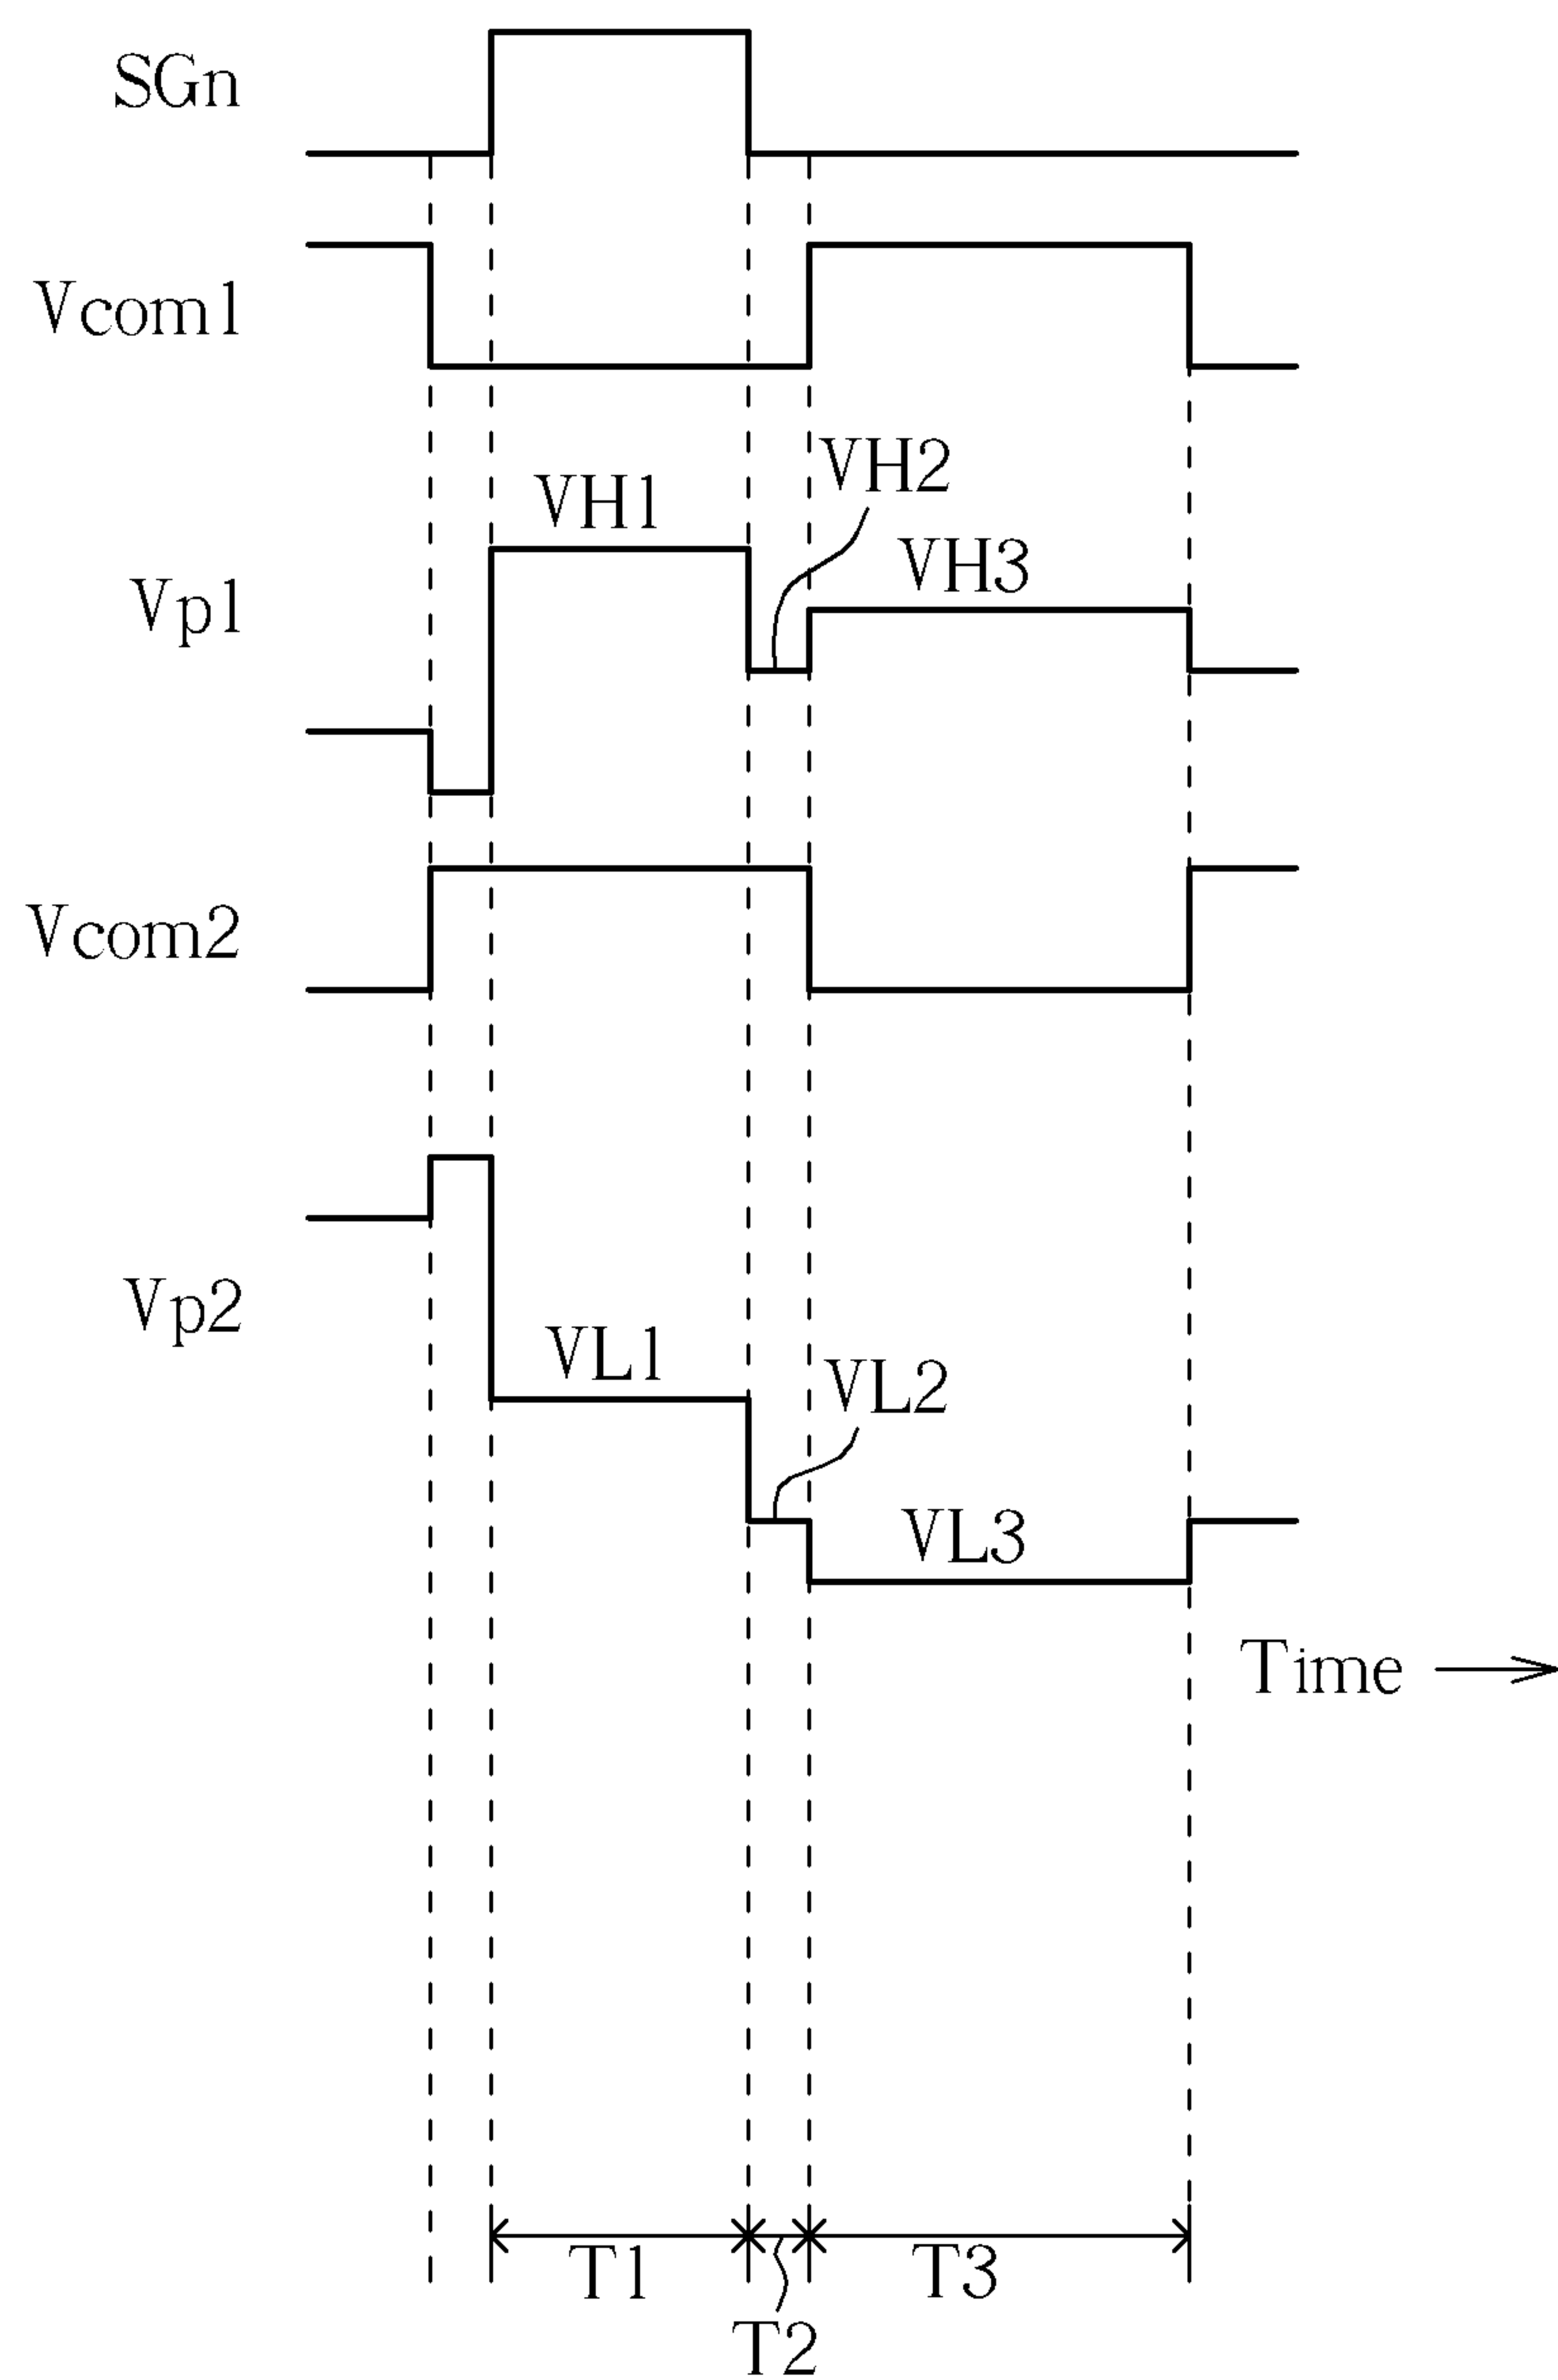 SGn
Vcom1
VH2
VH1
VH3
Vp1
Vcom2
Vp2
VL1
VL2
VL3
Time
T1
T3
T2